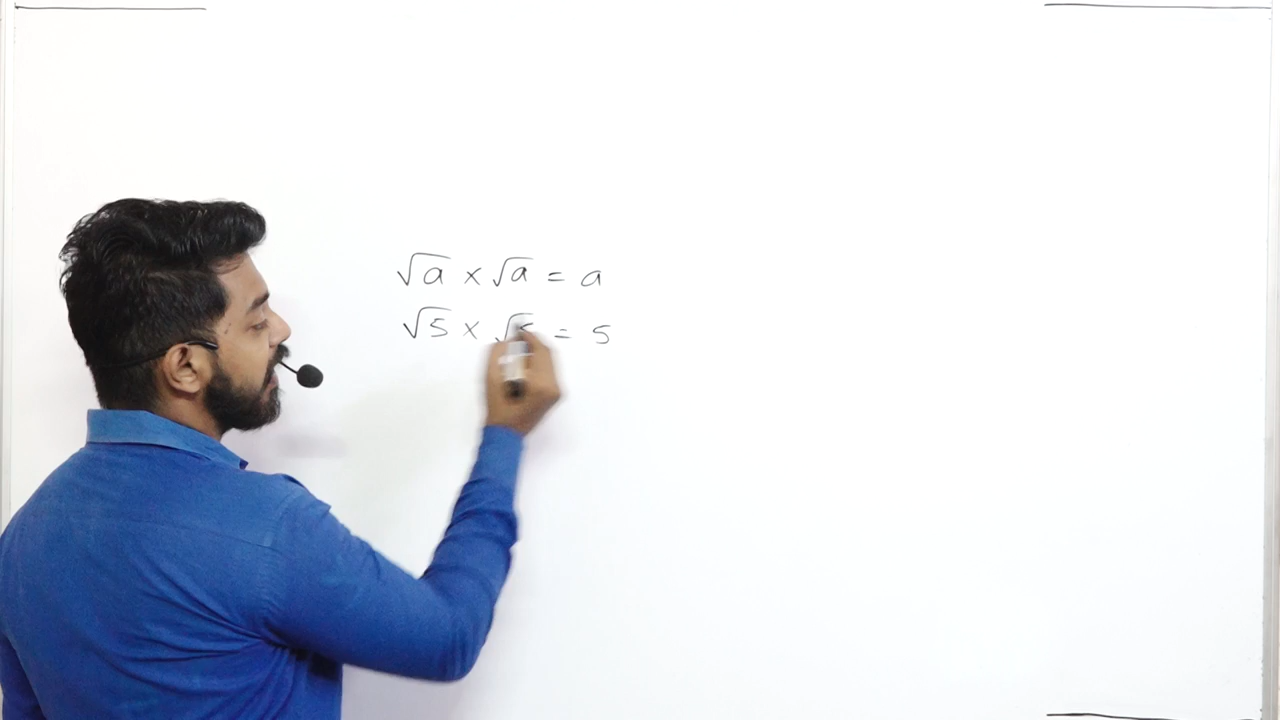 √a × √a = a
√5 × √5 = 5